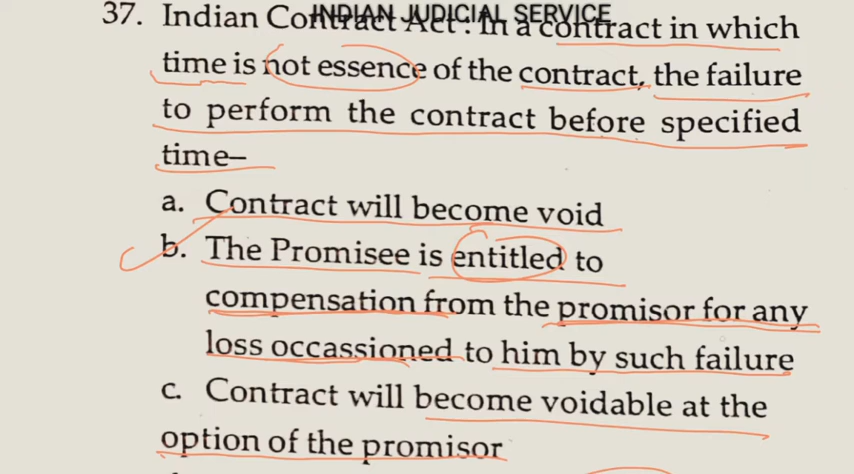 INDIAN JUDICIAL SERVICE
37. Indian Contract Act : In a contract in which
time is not essence of the contract, the failure
to perform the contract before specified
time–
a. Contract will become void
b. The Promisee is entitled to
compensation from the promisor for any
loss occassioned to him by such failure
c. Contract will become voidable at the
option of the promisor